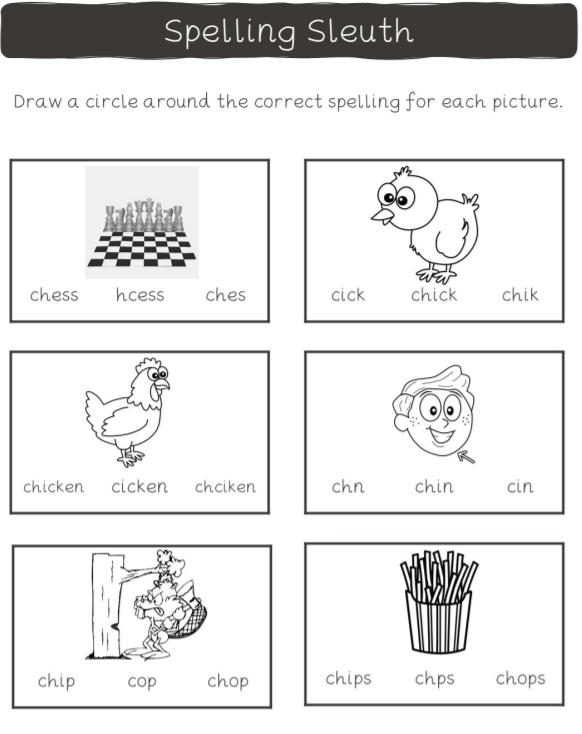 Spelling Sleuth
Draw a circle around the correct spelling for each picture.
chess hcess ches
cick chick chik
chicken cicken chciken
chn chin cin
chip cop chop
chips chps chops